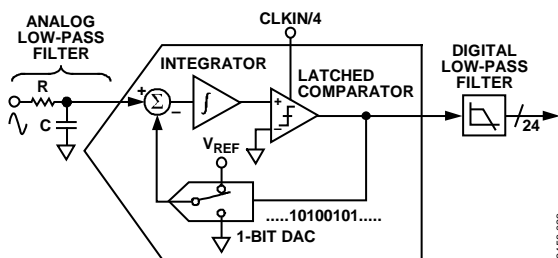 ANALOG
LOW-PASS
FILTER
R
C
+
Σ
–
INTEGRATOR
∫
CLKIN/4
LATCHED
COMPARATOR
+
–
DIGITAL
LOW-PASS
FILTER
24
VREF
.....10100101.....
1-BIT DAC